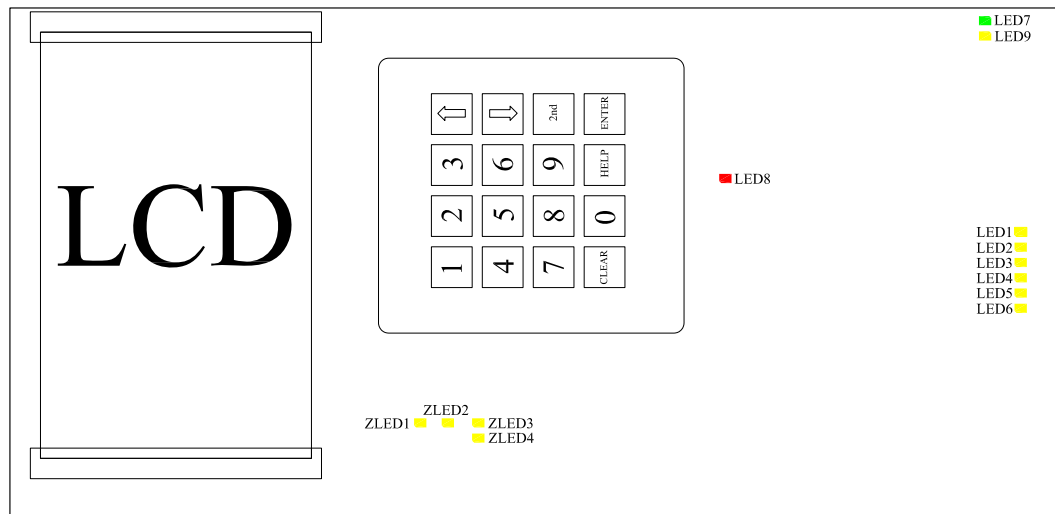 LCD
2nd
ENTER
3
6
9
HELP
2
5
8
0
1
4
7
CLEAR
LED7
LED9
LED8
LED1
LED2
LED3
LED4
LED5
LED6
ZLED2
ZLED1
ZLED3
ZLED4